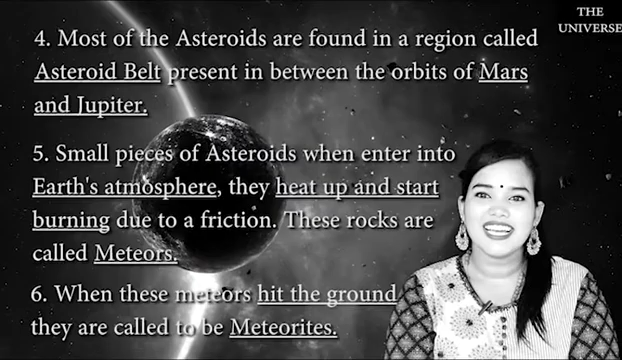 THE
UNIVERSE
4. Most of the Asteroids are found in a region called
Asteroid Belt present in between the orbits of Mars
and Jupiter.
5. Small pieces of Asteroids when enter into
Earth's atmosphere, they heat up and start
burning due to a friction. These rocks are
called Meteors.
6. When these meteors hit the ground
they are called to be Meteorites.